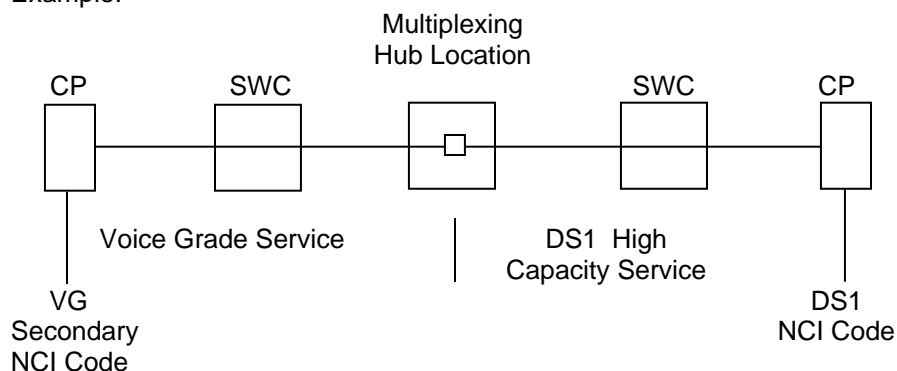 Example:
Multiplexing
Hub Location
CP
SWC
SWC
CP
Voice Grade Service
DS1 High
Capacity Service
VG
Secondary
NCI Code
DS1
NCI Code